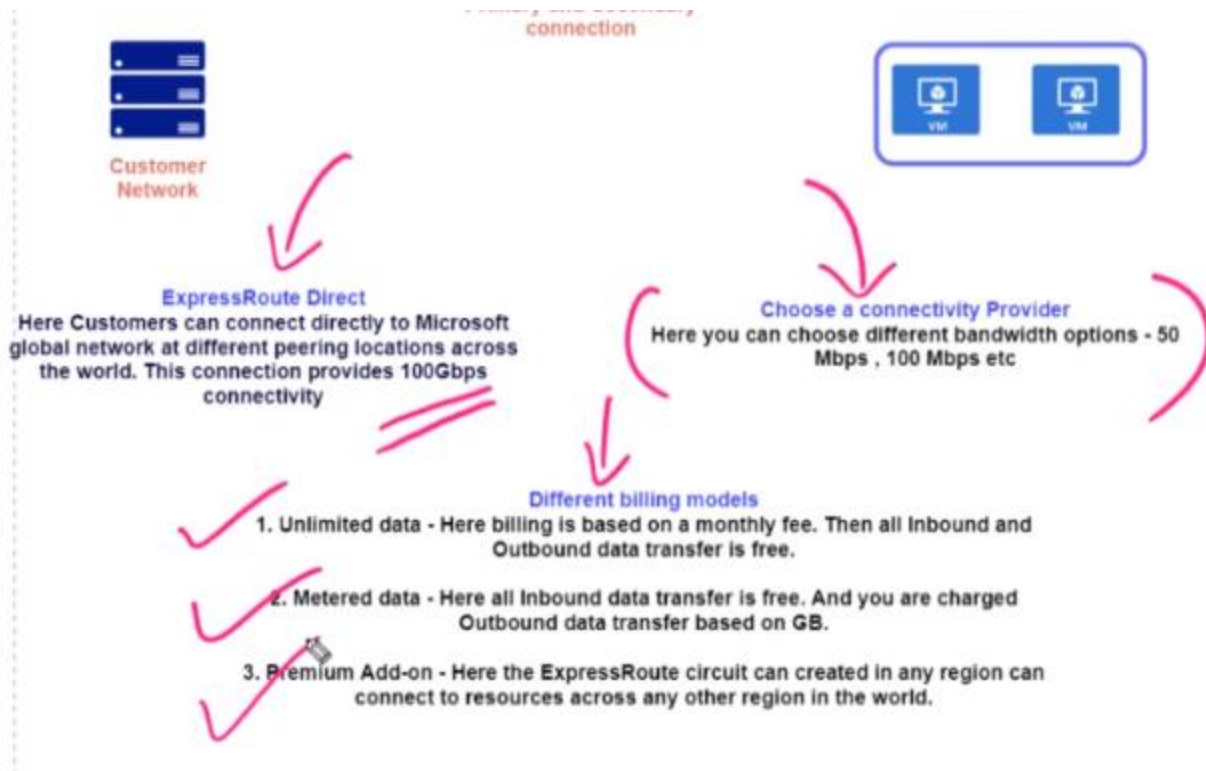 connection
VM
VM
Customer
Network
ExpressRoute Direct
Here Customers can connect directly to Microsoft
global network at different peering locations across
the world. This connection provides 100Gbps
connectivity
Choose a connectivity Provider
Here you can choose different bandwidth options - 50
Mbps , 100 Mbps etc
Different billing models
1. Unlimited data - Here billing is based on a monthly fee. Then all Inbound and
Outbound data transfer is free.
2. Metered data - Here all Inbound data transfer is free. And you are charged
Outbound data transfer based on GB.
3. Premium Add-on - Here the ExpressRoute circuit can created in any region can
connect to resources across any other region in the world.